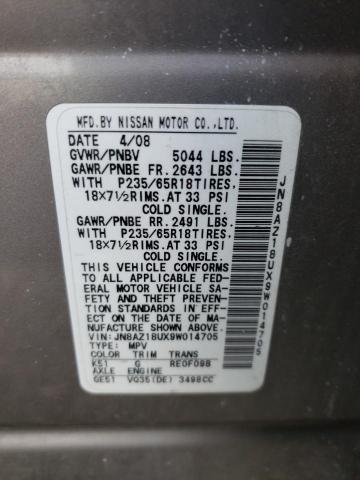 MFD.BY NISSAN MOTOR CO.,LTD.
DATE 4/08
GVWR/PNBV 5044 LBS.
GAWR/PNBE FR. 2643 LBS.
WITH P235/65R18TIRES,
18×7½RIMS AT 33 PSI
COLD SINGLE.
GAWR/PNBE RR. 2491 LBS.
WITH P235/65R18TIRES,
18×7½RIMS AT 33 PSI
COLD SINGLE.
THIS VEHICLE CONFORMS
TO ALL APPLICABLE FED-
ERAL MOTOR VEHICLE SA-
FETY AND THEFT PREVEN-
TION STANDARDS IN EFF-
ECT ON THE DATE OF MA-
NUFACTURE SHOWN ABOVE.
VIN:JN8AZ18UX9W014705
TYPE: MPV
COLOR TRIM TRANS
K51 G RE0F09B
AXLE ENGINE
GE51 VQ35(DE) 3498CC
JN8AZ18UX9W014705